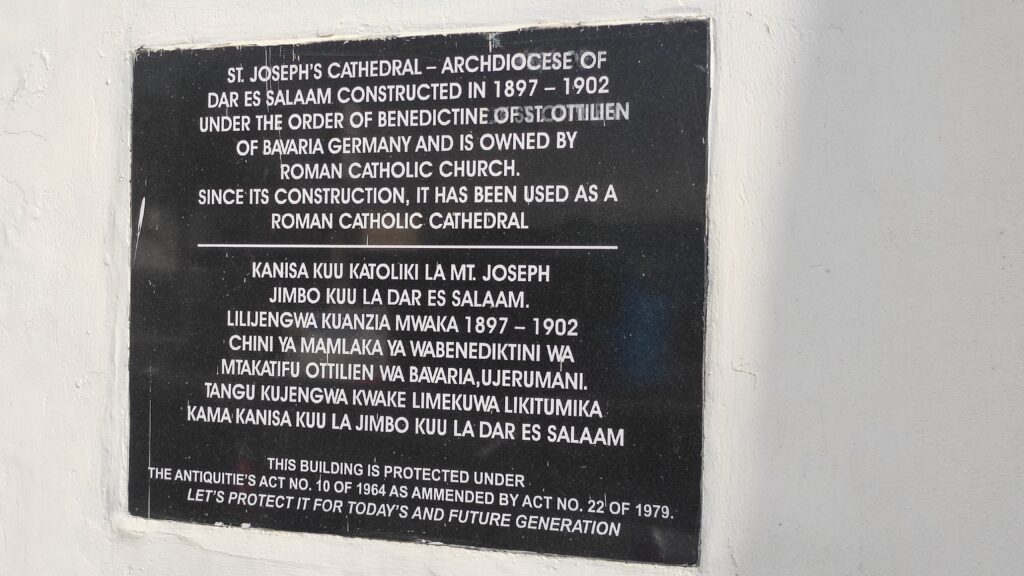 ST. JOSEPH'S CATHEDRAL – ARCHDIOCESE OF
DAR ES SALAAM CONSTRUCTED IN 1897 – 1902
UNDER THE ORDER OF BENEDICTINE OF ST OTTILIEN
OF BAVARIA GERMANY AND IS OWNED BY
ROMAN CATHOLIC CHURCH.
SINCE ITS CONSTRUCTION, IT HAS BEEN USED AS A
ROMAN CATHOLIC CATHEDRAL
KANISA KUU KATOLIKI LA MT. JOSEPH
JIMBO KUU LA DAR ES SALAAM.
LILIJENGWA KUANZIA MWAKA 1897 – 1902
CHINI YA MAMLAKA YA WABENEDIKTINI WA
MTAKATIFU OTTILIEN WA BAVARIA,UJERUMANI.
TANGU KUJENGWA KWAKE LIMEKUWA LIKITUMIKA
KAMA KANISA KUU LA JIMBO KUU LA DAR ES SALAAM
THIS BUILDING IS PROTECTED UNDER
THE ANTIQUITIE'S ACT NO. 10 OF 1964 AS AMMENDED BY ACT NO. 22 OF 1979.
LET'S PROTECT IT FOR TODAY'S AND FUTURE GENERATION